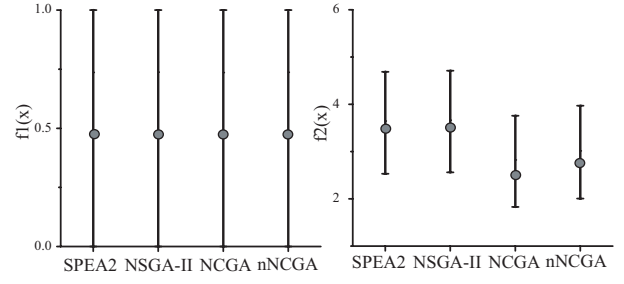 1.0
0.5
0.0
f1(x)
SPEA2 NSGA-II NCGA nNCGA
6
4
2
f2(x)
SPEA2 NSGA-II NCGA nNCGA